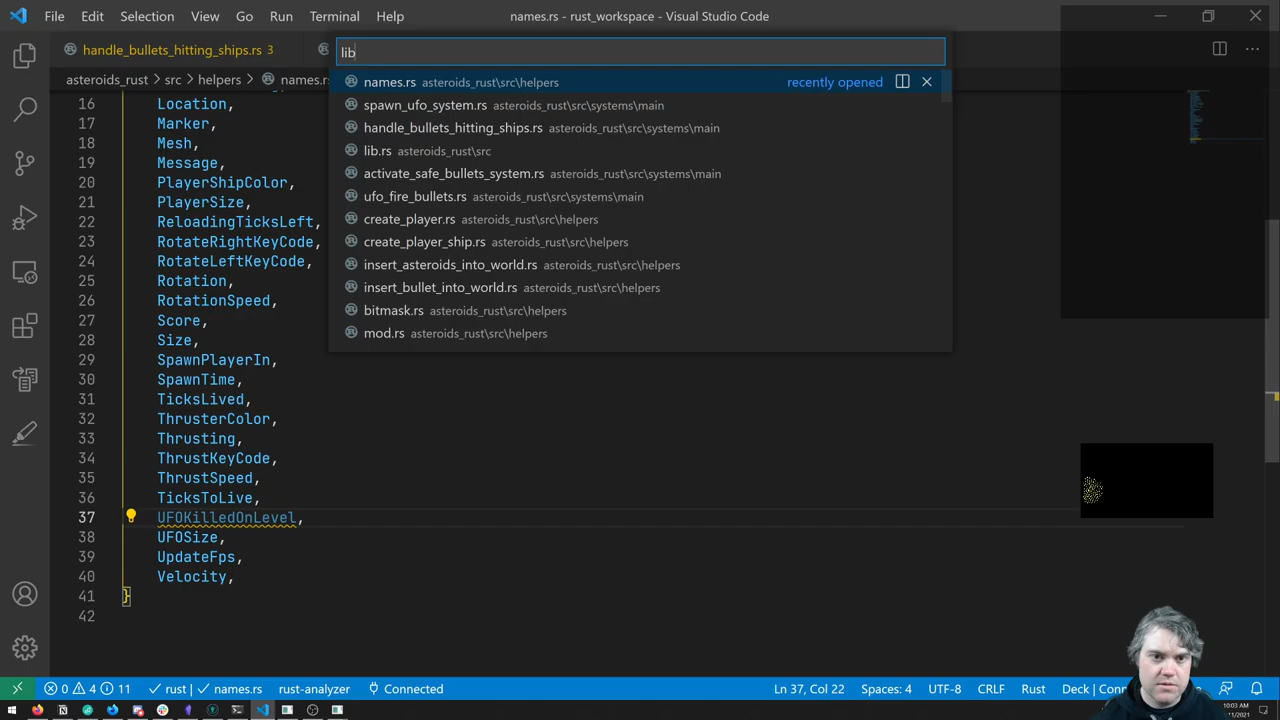 File Edit Selection View Go Run Terminal Help names.rs - rust_workspace - Visual Studio Code
handle_bullets_hitting_ships.rs 3
lib
asteroids_rust > src > helpers > names.rs
names.rs asteroids_rust\src\helpers recently opened
spawn_ufo_system.rs asteroids_rust\src\systems\main
handle_bullets_hitting_ships.rs asteroids_rust\src\systems\main
lib.rs asteroids_rust\src
activate_safe_bullets_system.rs asteroids_rust\src\systems\main
ufo_fire_bullets.rs asteroids_rust\src\systems\main
create_player.rs asteroids_rust\src\helpers
create_player_ship.rs asteroids_rust\src\helpers
insert_asteroids_into_world.rs asteroids_rust\src\helpers
insert_bullet_into_world.rs asteroids_rust\src\helpers
bitmask.rs asteroids_rust\src\helpers
mod.rs asteroids_rust\src\helpers
16 Location,
17 Marker,
18 Mesh,
19 Message,
20 PlayerShipColor,
21 PlayerSize,
22 ReloadingTicksLeft,
23 RotateRightKeyCode,
24 RotateLeftKeyCode,
25 Rotation,
26 RotationSpeed,
27 Score,
28 Size,
29 SpawnPlayerIn,
30 SpawnTime,
31 TicksLived,
32 ThrusterColor,
33 Thrusting,
34 ThrustKeyCode,
35 ThrustSpeed,
36 TicksToLive,
37 UFOKilledOnLevel,
38 UFOSize,
39 UpdateFps,
40 Velocity,
41 }
42
0 4 11 rust | names.rs rust-analyzer Connected Ln 37, Col 22 Spaces: 4 UTF-8 CRLF Rust Deck | Conn
10:03 AM